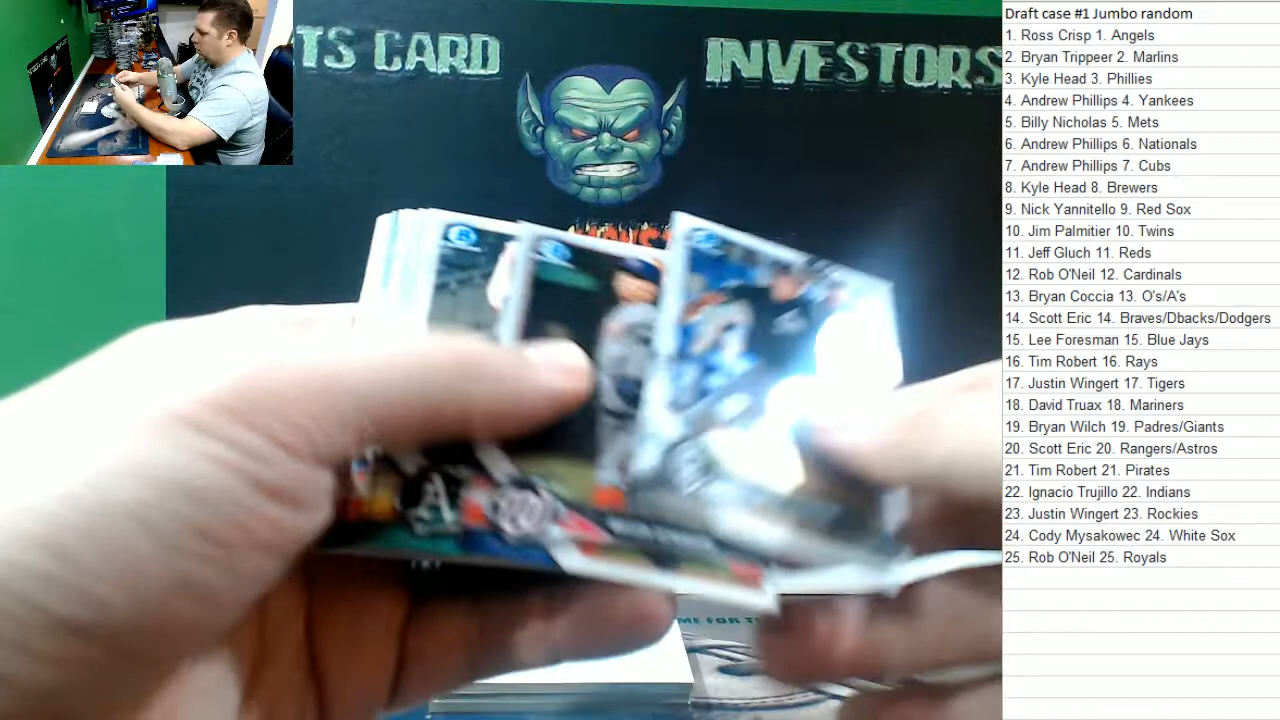 TS CARD INVESTORS
ME FOR T
Draft case #1 Jumbo random
1. Ross Crisp 1. Angels
2. Bryan Trippeer 2. Marlins
3. Kyle Head 3. Phillies
4. Andrew Phillips 4. Yankees
5. Billy Nicholas 5. Mets
6. Andrew Phillips 6. Nationals
7. Andrew Phillips 7. Cubs
8. Kyle Head 8. Brewers
9. Nick Yannitello 9. Red Sox
10. Jim Palmitier 10. Twins
11. Jeff Gluch 11. Reds
12. Rob O'Neil 12. Cardinals
13. Bryan Coccia 13. O's/A's
14. Scott Eric 14. Braves/Dbacks/Dodgers
15. Lee Foresman 15. Blue Jays
16. Tim Robert 16. Rays
17. Justin Wingert 17. Tigers
18. David Truax 18. Mariners
19. Bryan Wilch 19. Padres/Giants
20. Scott Eric 20. Rangers/Astros
21. Tim Robert 21. Pirates
22. Ignacio Trujillo 22. Indians
23. Justin Wingert 23. Rockies
24. Cody Mysakowec 24. White Sox
25. Rob O'Neil 25. Royals